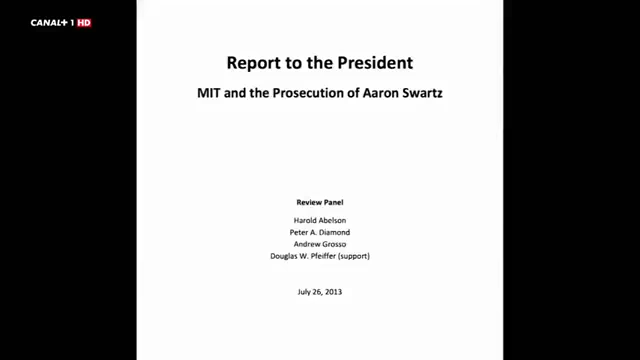 CANAL+ 1 HD
Report to the President
MIT and the Prosecution of Aaron Swartz
Review Panel
Harold Abelson
Peter A. Diamond
Andrew Grosso
Douglas W. Pfeiffer (support)
July 26, 2013